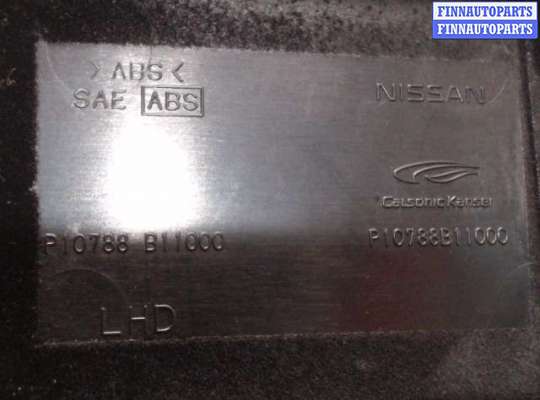 FINNAUTOPARTS
FINNAUTOPARTS
>ABS<
SAE ABS
NISSAN
Calsonic Kansei
P10788 B11000
P10788B11000
LHD